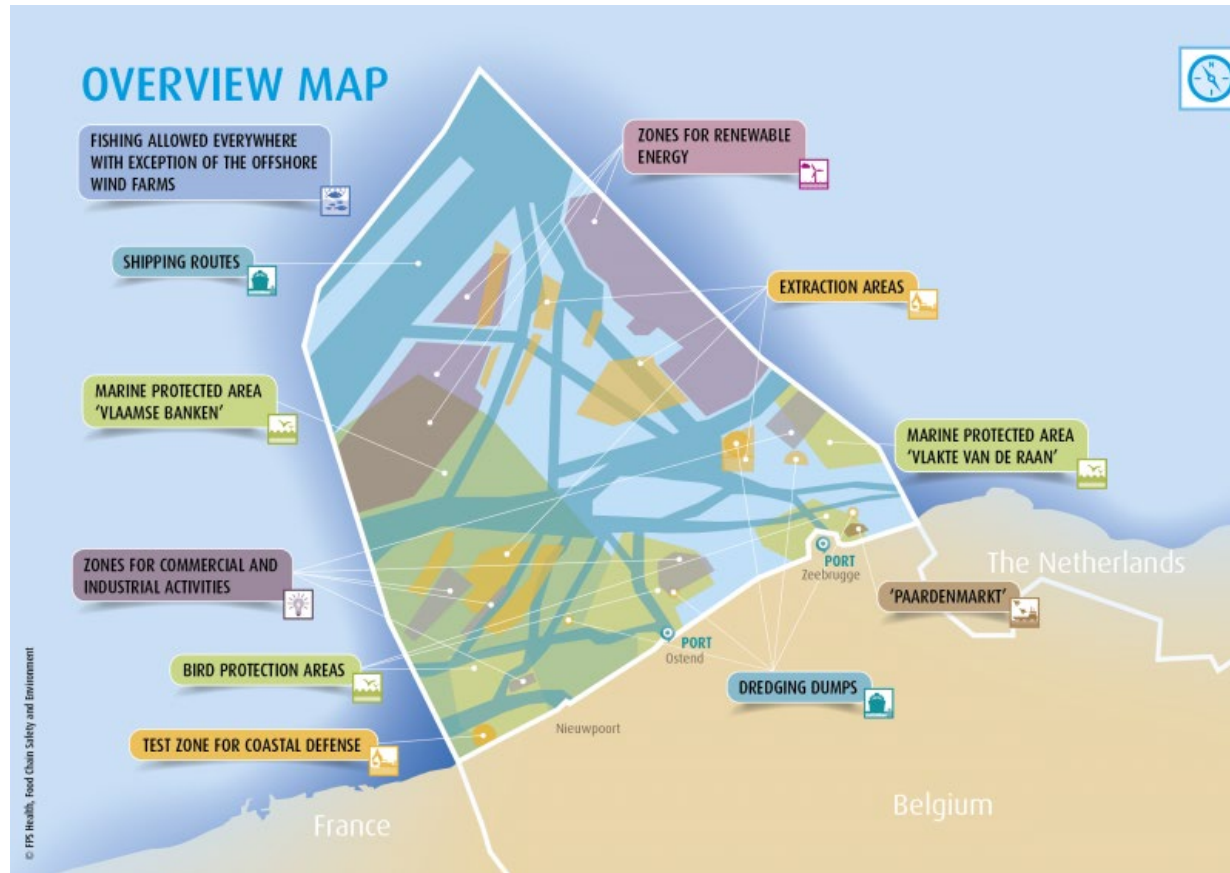 OVERVIEW MAP
N
FISHING ALLOWED EVERYWHERE
WITH EXCEPTION OF THE OFFSHORE
WIND FARMS
ZONES FOR RENEWABLE
ENERGY
SHIPPING ROUTES
EXTRACTION AREAS
MARINE PROTECTED AREA
‘VLAAMSE BANKEN’
MARINE PROTECTED AREA
‘VLAKTE VAN DE RAAN’
ZONES FOR COMMERCIAL AND
INDUSTRIAL ACTIVITIES
PORT
Zeebrugge
The Netherlands
‘PAARDENMARKT’
PORT
Ostend
BIRD PROTECTION AREAS
DREDGING DUMPS
Nieuwpoort
TEST ZONE FOR COASTAL DEFENSE
Belgium
France
© FPS Health, Food Chain Safety and Environment